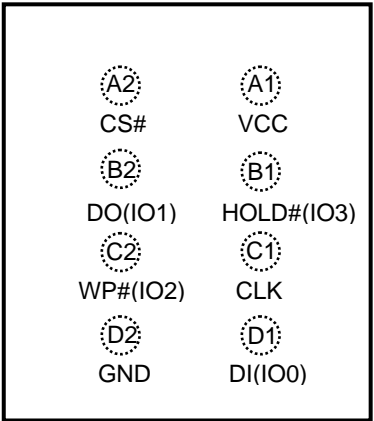 A2 A1
CS# VCC
B2 B1
DO(IO1) HOLD#(IO3)
C2 C1
WP#(IO2) CLK
D2 D1
GND DI(IO0)